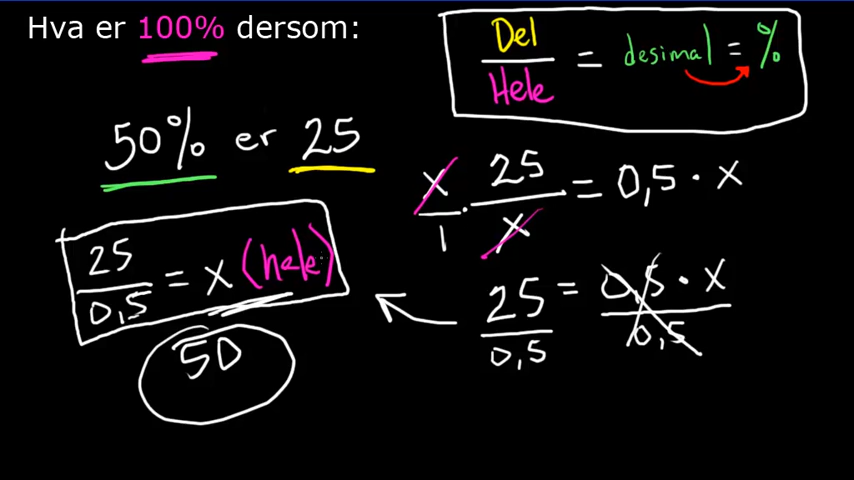 Hva er 100% dersom:
Del
Hele
= desimal = %
50% er 25
x/1 · 25/x = 0,5 · x
25/0,5 = 0,5 · x/0,5
25/0,5 = x (hele)
50